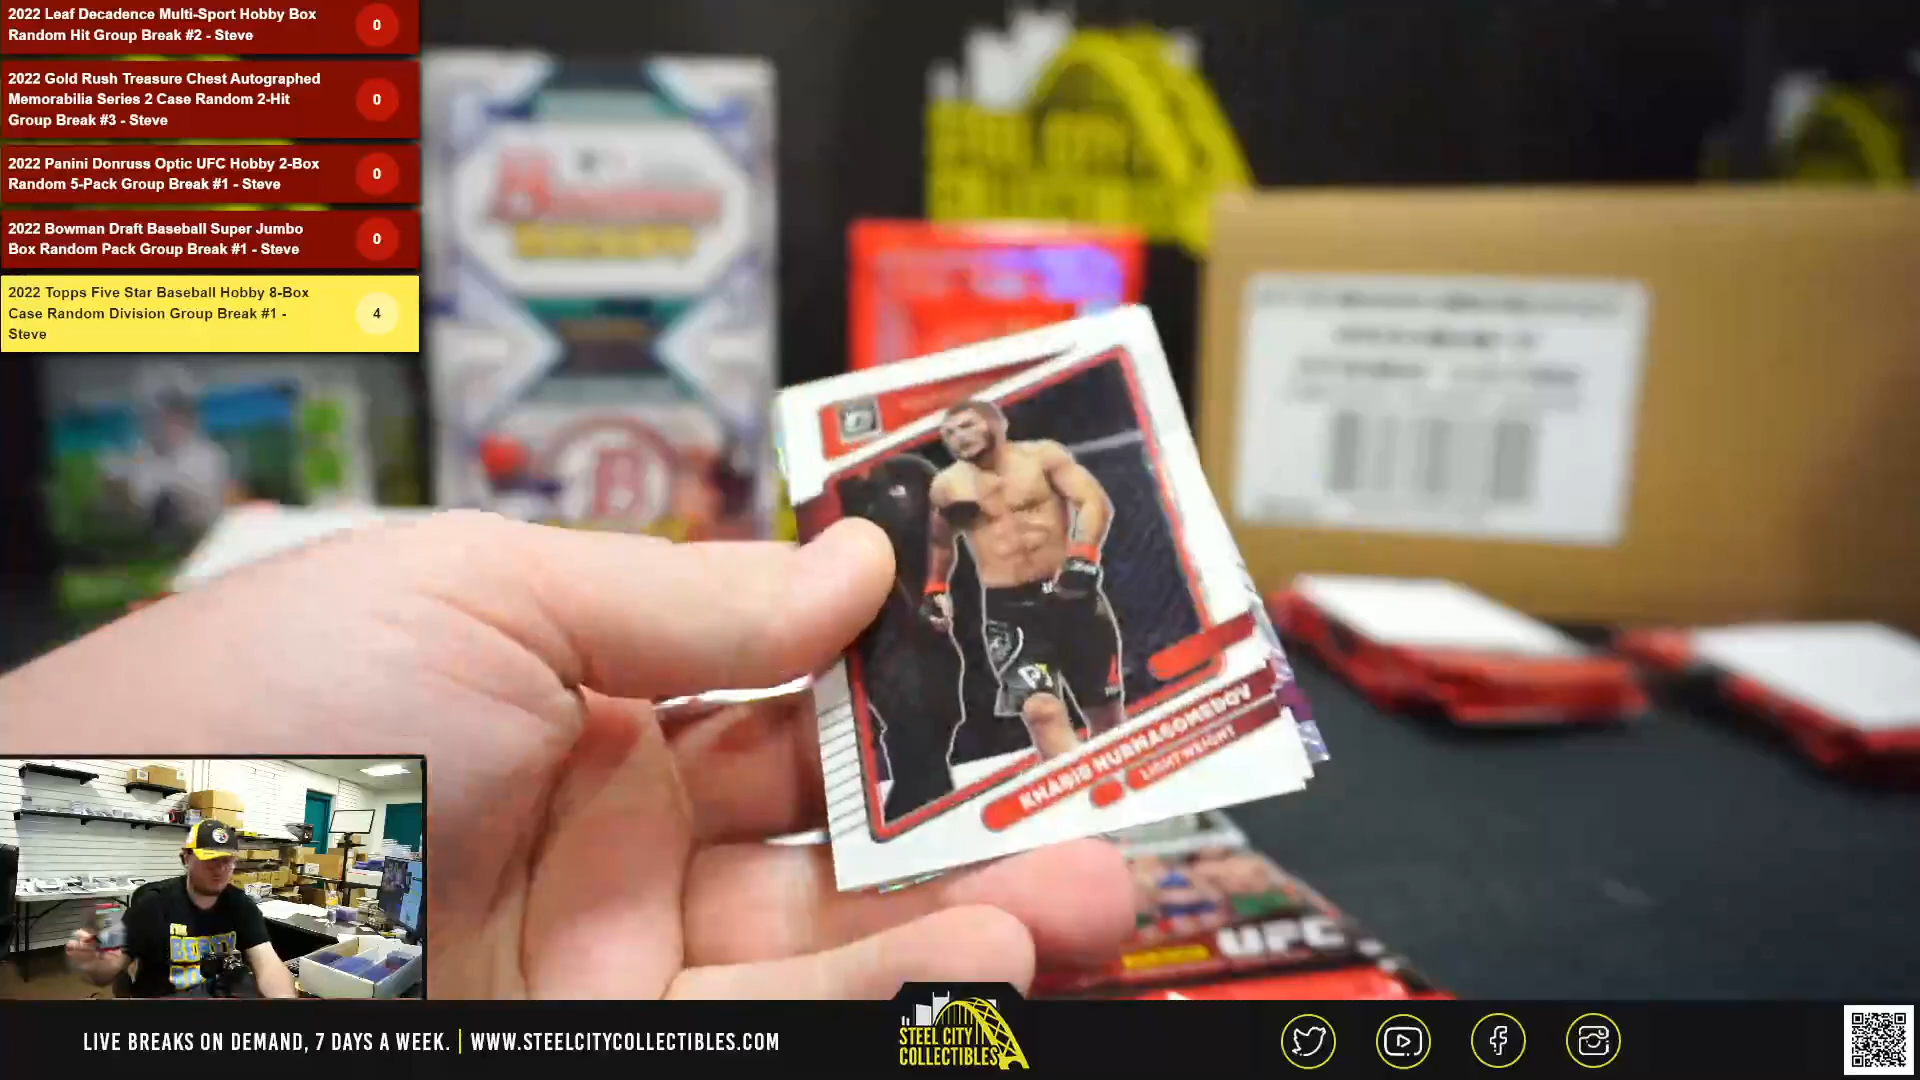 2022 Leaf Decadence Multi-Sport Hobby Box
Random Hit Group Break #2 - Steve
0
2022 Gold Rush Treasure Chest Autographed
Memorabilia Series 2 Case Random 2-Hit
Group Break #3 - Steve
0
2022 Panini Donruss Optic UFC Hobby 2-Box
Random 5-Pack Group Break #1 - Steve
0
2022 Bowman Draft Baseball Super Jumbo
Box Random Pack Group Break #1 - Steve
0
2022 Topps Five Star Baseball Hobby 8-Box
Case Random Division Group Break #1 -
Steve
4
STEEL CITY
COLLECTIBLES
KHABIB NURMAGOMEDOV
LIGHTWEIGHT
UFC
THE
LIVE BREAKS ON DEMAND, 7 DAYS A WEEK. | WWW.STEELCITYCOLLECTIBLES.COM
STEEL CITY
COLLECTIBLES